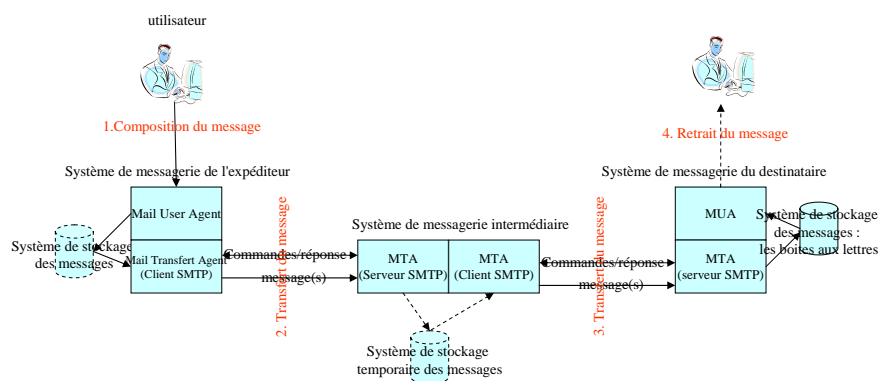 utilisateur
1.Composition du message
4. Retrait du message
Système de messagerie de l'expéditeur
Système de messagerie du destinataire
Mail User Agent
Mail Transfert Agent
(Client SMTP)
Système de stockage
des messages
2. Transfert du message
Commandes/réponse
message(s)
Système de messagerie intermédiaire
MTA
(Serveur SMTP)
MTA
(Client SMTP)
Système de stockage
temporaire des messages
3. Transfert du message
Commandes/réponse
message(s)
MUA
MTA
(serveur SMTP)
Système de stockage
des messages :
les boites aux lettres